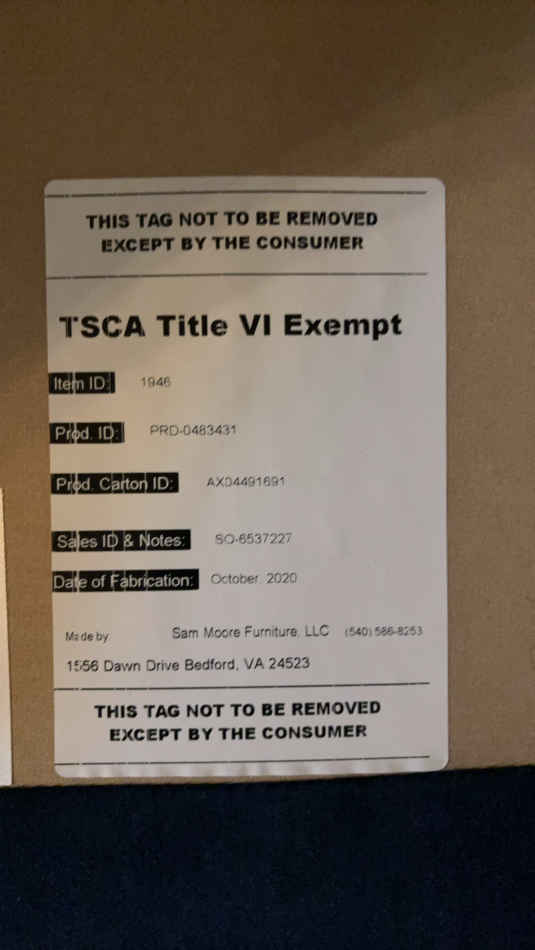 THIS TAG NOT TO BE REMOVED
EXCEPT BY THE CONSUMER
TSCA Title VI Exempt
Item ID: 1946
Prod. ID: PRD-0483431
Prod. Carton ID: AX04491691
Sales ID & Notes: SO-6537227
Date of Fabrication: October, 2020
Made by Sam Moore Furniture, LLC (540) 586-8253
1556 Dawn Drive Bedford, VA 24523
THIS TAG NOT TO BE REMOVED
EXCEPT BY THE CONSUMER